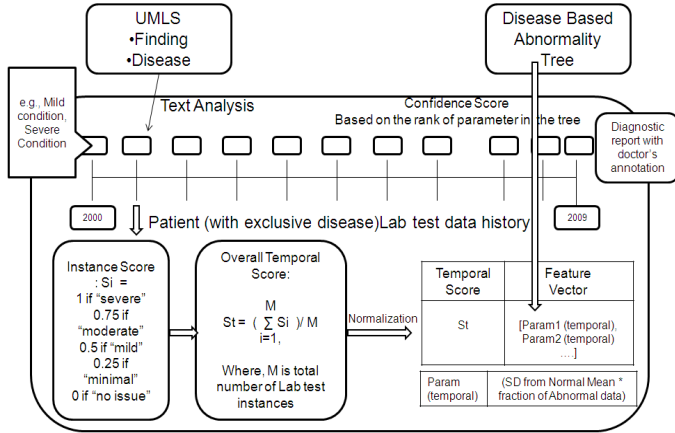 UMLS
•Finding
•Disease
Disease Based
Abnormality
Tree
e.g., Mild
condition,
Severe
Condition
Text Analysis
Confidence Score
Based on the rank of parameter in the tree
Diagnostic
report with
doctor's
annotation
2000
Patient (with exclusive disease)Lab test data history
2009
Instance Score
: Si =
1 if "severe"
0.75 if
"moderate"
0.5 if "mild"
0.25 if
"minimal"
0 if "no issue"
Overall Temporal
Score:
M
St = ( ∑ Si )/ M
i=1,
Where, M is total
number of Lab test
instances
Normalization
Temporal
Score
Feature
Vector
St
[Param1 (temporal),
Param2 (temporal)
....]
Param
(temporal)
(SD from Normal Mean *
fraction of Abnormal data)